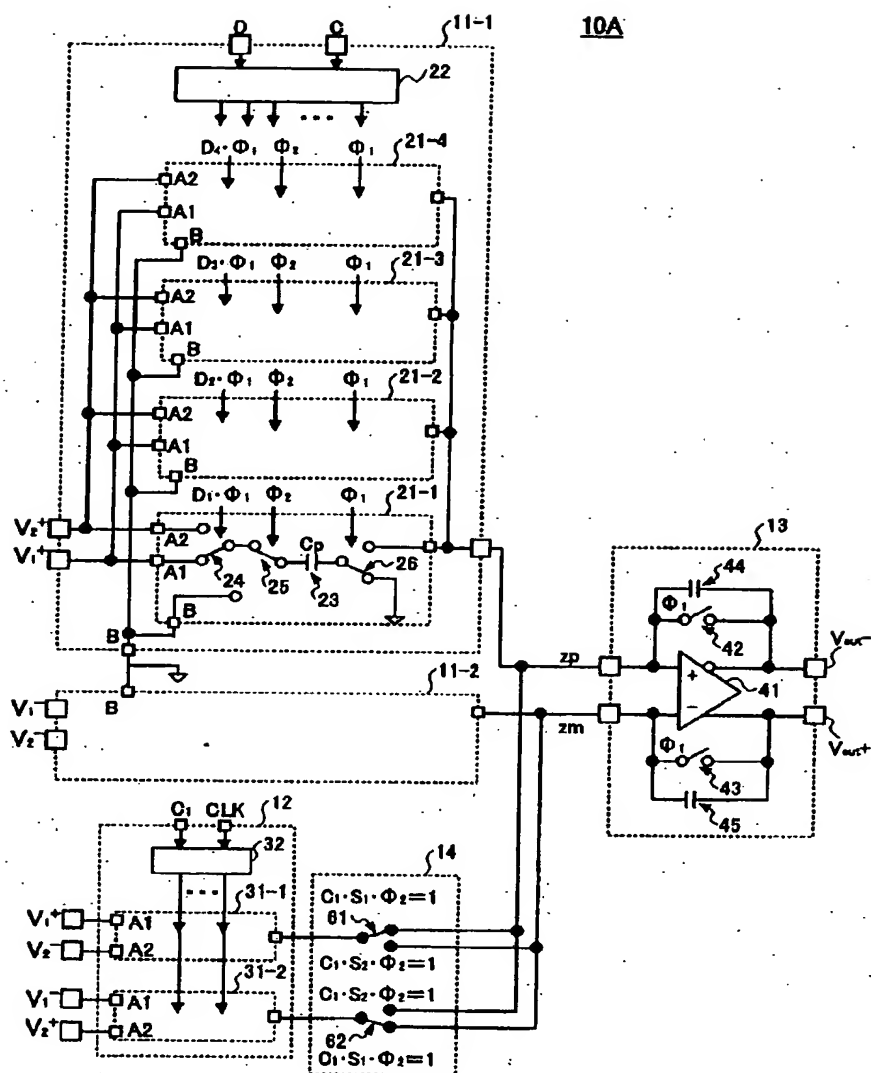 10A
11-1
D C
22
D₄·Φ₁ Φ₂ Φ₁ 21-4
A2
A1
B
D₃·Φ₁ Φ₂ Φ₁ 21-3
A2
A1
B
D₂·Φ₁ Φ₂ Φ₁ 21-2
A2
A1
B
D₁·Φ₁ Φ₂ Φ₁ 21-1
V₂⁺ A2 Cp
V₁⁺ A1 24 25 23 26
B
B
11-2
B
V₁⁻
V₂⁻
zp
zm
13
44
Φ₁
42
+
−
41
Vout−
Vout+
Φ₁
43
45
C₁ CLK 12
32
31-1
V₁⁺ A1
V₂⁻ A2
31-2
V₁⁻ A1
V₂⁺ A2
14
C₁·S₁·Φ₂=1
61
C₁·S₂·Φ₂=1
C₁·S₂·Φ₂=1
62
C₁·S₁·Φ₂=1